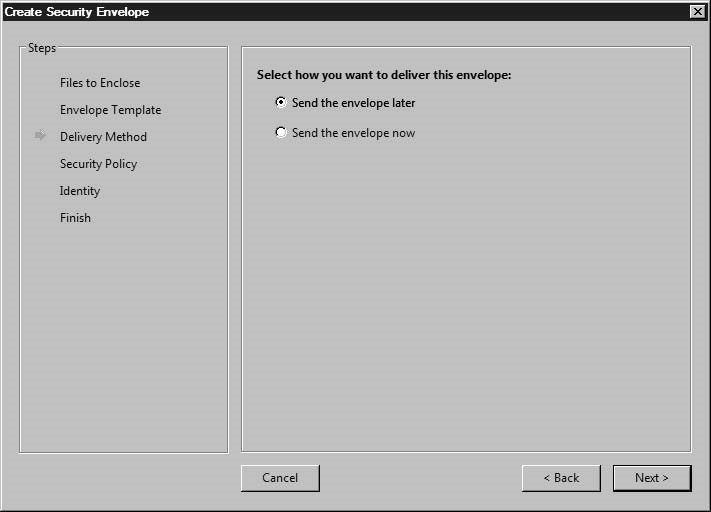 Create Security Envelope
Steps
Files to Enclose
Envelope Template
Delivery Method
Security Policy
Identity
Finish
Select how you want to deliver this envelope:
Send the envelope later
Send the envelope now
Cancel
< Back
Next >